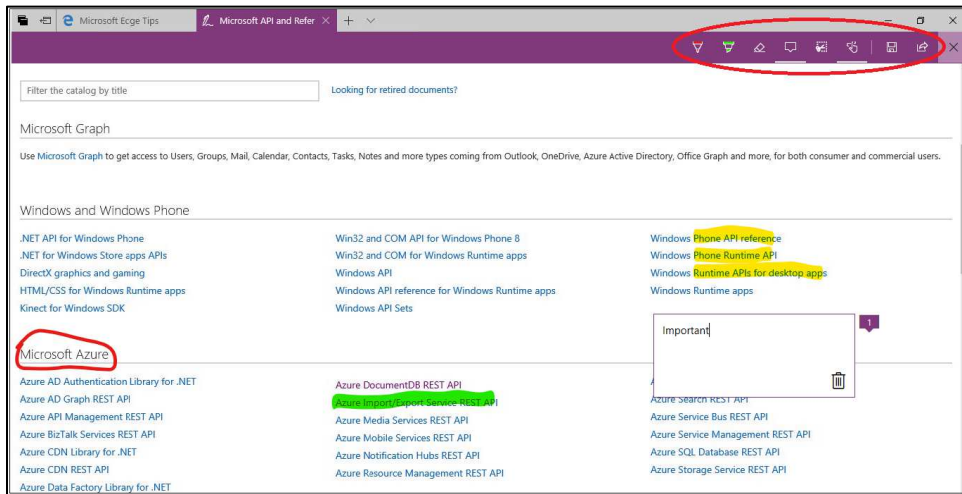 Microsoft Ecge Tips
Microsoft API and Refer
Filter the catalog by title
Looking for retired documents?
Microsoft Graph
Use Microsoft Graph to get access to Users, Groups, Mail, Calendar, Contacts, Tasks, Notes and more types coming from Outlook, OneDrive, Azure Active Directory, Office Graph and more, for both consumer and commercial users.
Windows and Windows Phone
.NET API for Windows Phone
.NET for Windows Store apps APIs
DirectX graphics and gaming
HTML/CSS for Windows Runtime apps
Kinect for Windows SDK
Win32 and COM API for Windows Phone 8
Win32 and COM for Windows Runtime apps
Windows API
Windows API reference for Windows Runtime apps
Windows API Sets
Windows Phone API reference
Windows Phone Runtime API
Windows Runtime APIs for desktop apps
Windows Runtime apps
1
Important
Microsoft Azure
Azure AD Authentication Library for .NET
Azure AD Graph REST API
Azure API Management REST API
Azure BizTalk Services REST API
Azure CDN Library for .NET
Azure CDN REST API
Azure Data Factory Library for .NET
Azure DocumentDB REST API
Azure Import/Export Service REST API
Azure Media Services REST API
Azure Mobile Services REST API
Azure Notification Hubs REST API
Azure Resource Management REST API
Azure Search REST API
Azure Service Bus REST API
Azure Service Management REST API
Azure SQL Database REST API
Azure Storage Service REST API